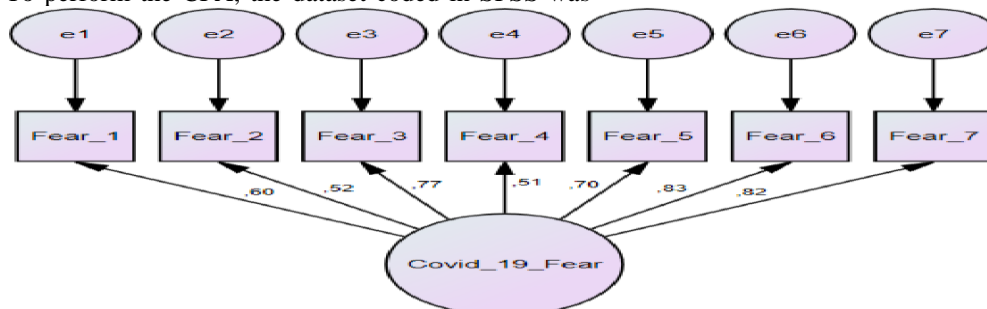 To perform the CFA, the dataset coded in SPSS was
e1 e2 e3 e4 e5 e6 e7
Fear_1 Fear_2 Fear_3 Fear_4 Fear_5 Fear_6 Fear_7
,60 ,52 ,77 ,51 ,70 ,83 ,82
Covid_19_Fear